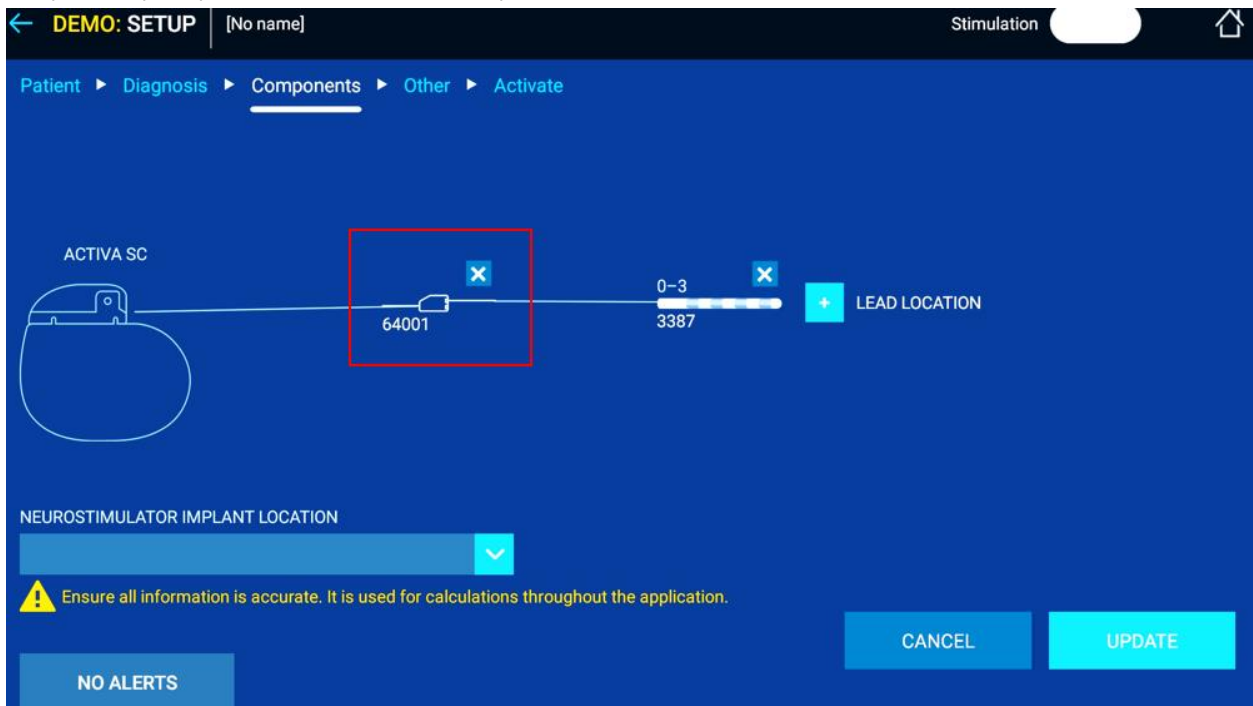 DEMO: SETUP [No name] Stimulation
Patient ▶ Diagnosis ▶ Components ▶ Other ▶ Activate
ACTIVA SC
64001
0–3
3387
LEAD LOCATION
NEUROSTIMULATOR IMPLANT LOCATION
Ensure all information is accurate. It is used for calculations throughout the application.
CANCEL UPDATE
NO ALERTS